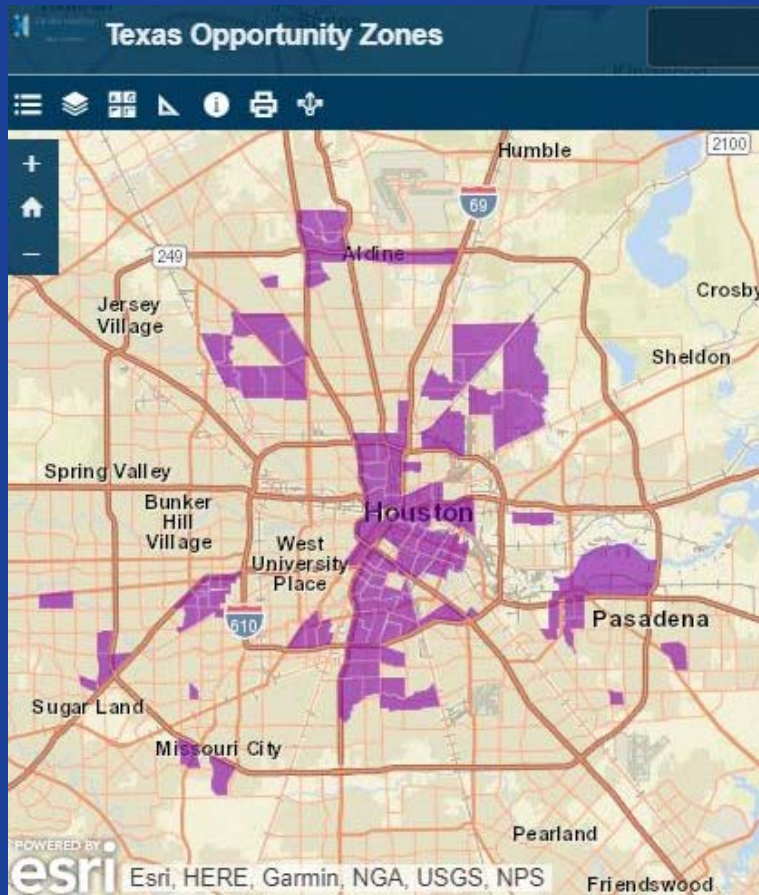 Texas Opportunity Zones
Humble
2100
69
249
Aldine
Crosby
Jersey
Village
Sheldon
Spring Valley
Houston
Bunker
Hill
Village
West
University
Place
610
Pasadena
Sugar Land
Missouri City
Pearland
POWERED BY
esri
Esri, HERE, Garmin, NGA, USGS, NPS
Friendswood